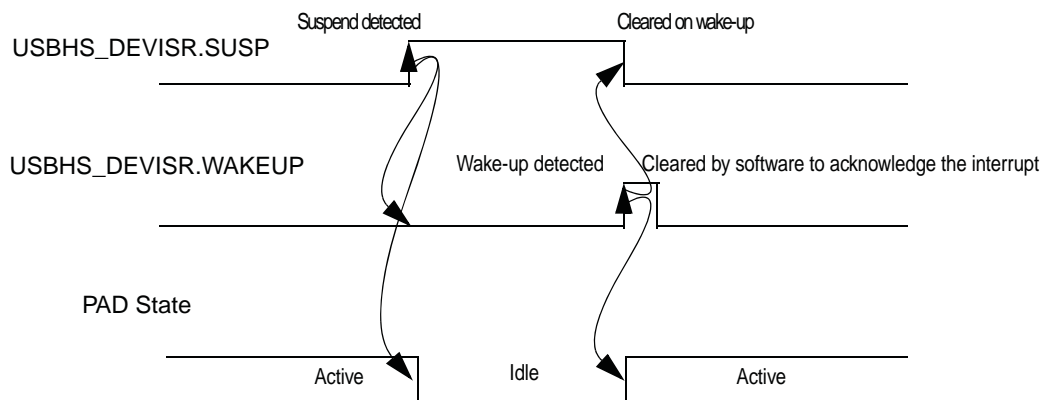 Suspend detected
Cleared on wake-up
USBHS_DEVISR.SUSP
USBHS_DEVISR.WAKEUP
Wake-up detected
Cleared by software to acknowledge the interrupt
PAD State
Active
Idle
Active